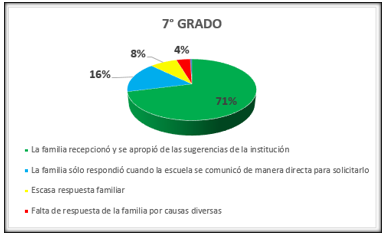 7° GRADO
4%
8%
16%
71%
La familia recepcionó y se apropió de las sugerencias de la institución
La familia sólo respondió cuando la escuela se comunicó de manera directa para solicitarlo
Escasa respuesta familiar
Falta de respuesta de la familia por causas diversas